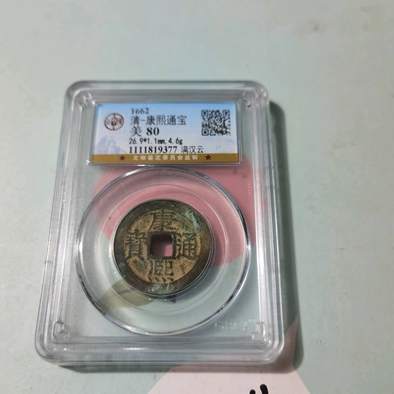 1662
清-康熙通宝
美 80
26.9*1.1mm,4.6g
1111819377 满汉云
康熙通寶